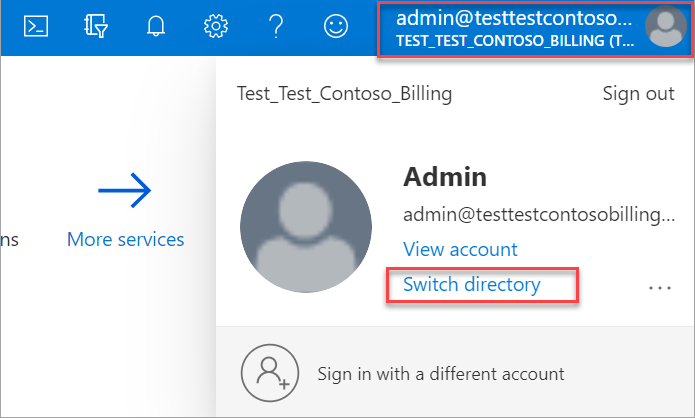 admin@testtestcontoso...
TEST_TEST_CONTOSO_BILLING (T...
Test_Test_Contoso_Billing
Sign out
Admin
admin@testtestcontosobilling...
View account
Switch directory
...
ns
More services
Sign in with a different account